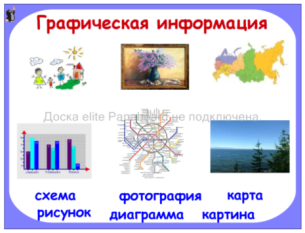 Графическая информация
Доска elite Panaboard не подключена.
схема фотография карта
рисунок диаграмма картина